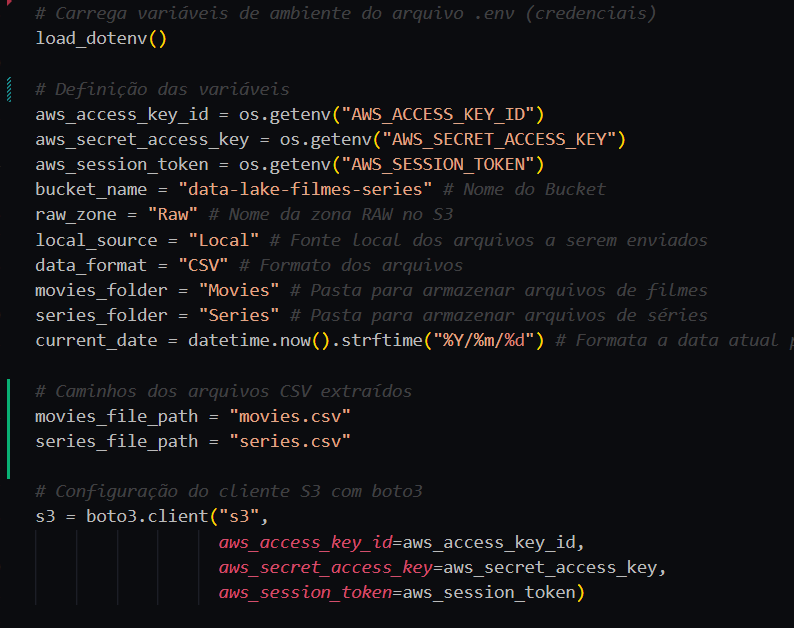 # Carrega variáveis de ambiente do arquivo .env (credenciais)
load_dotenv()
# Definição das variáveis
aws_access_key_id = os.getenv("AWS_ACCESS_KEY_ID")
aws_secret_access_key = os.getenv("AWS_SECRET_ACCESS_KEY")
aws_session_token = os.getenv("AWS_SESSION_TOKEN")
bucket_name = "data-lake-filmes-series" # Nome do Bucket
raw_zone = "Raw" # Nome da zona RAW no S3
local_source = "Local" # Fonte local dos arquivos a serem enviados
data_format = "CSV" # Formato dos arquivos
movies_folder = "Movies" # Pasta para armazenar arquivos de filmes
series_folder = "Series" # Pasta para armazenar arquivos de séries
current_date = datetime.now().strftime("%Y/%m/%d") # Formata a data atual
# Caminhos dos arquivos CSV extraídos
movies_file_path = "movies.csv"
series_file_path = "series.csv"
# Configuração do cliente S3 com boto3
s3 = boto3.client("s3",
aws_access_key_id=aws_access_key_id,
aws_secret_access_key=aws_secret_access_key,
aws_session_token=aws_session_token)